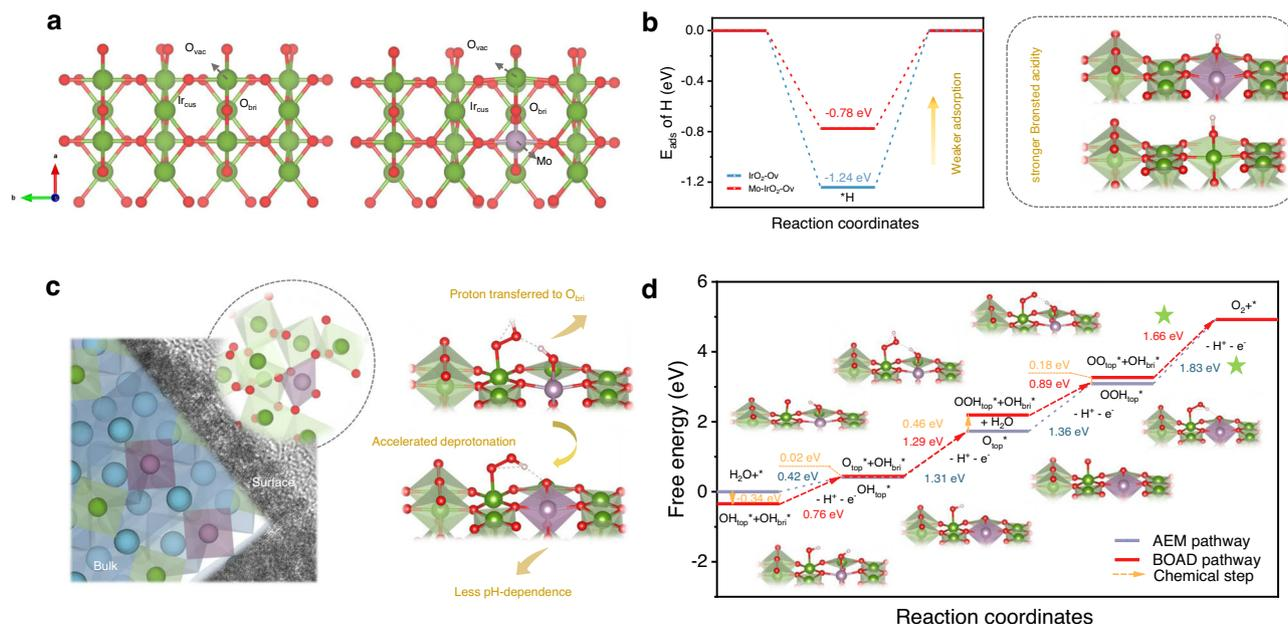 a
O_vac
Ir_cus
O_bri
a
b
O_vac
Ir_cus
O_bri
Mo
b
E_ads of H (eV)
0.0
-0.4
-0.8
-1.2
-0.78 eV
-1.24 eV
*H
IrO₂-Ov
Mo-IrO₂-Ov
Weaker adsorption
Reaction coordinates
stronger Brønsted acidity
c
Surface
Bulk
Proton transferred to O_bri
Accelerated deprotonation
Less pH-dependence
d
Free energy (eV)
6
4
2
0
-2
H₂O+*
-0.34 eV
OH_top*+OH_bri*
0.02 eV
0.42 eV
- H⁺ - e⁻
0.76 eV
O_top*+OH_bri*
OH_top*
0.46 eV
1.29 eV
1.31 eV
- H⁺ - e⁻
OOH_top*+OH_bri*
+ H₂O
O_top*
0.18 eV
0.89 eV
- H⁺ - e⁻
1.36 eV
OO_top*+OH_bri*
OOH_top*
1.66 eV
- H⁺ - e⁻
1.83 eV
O₂+*
AEM pathway
BOAD pathway
Chemical step
Reaction coordinates